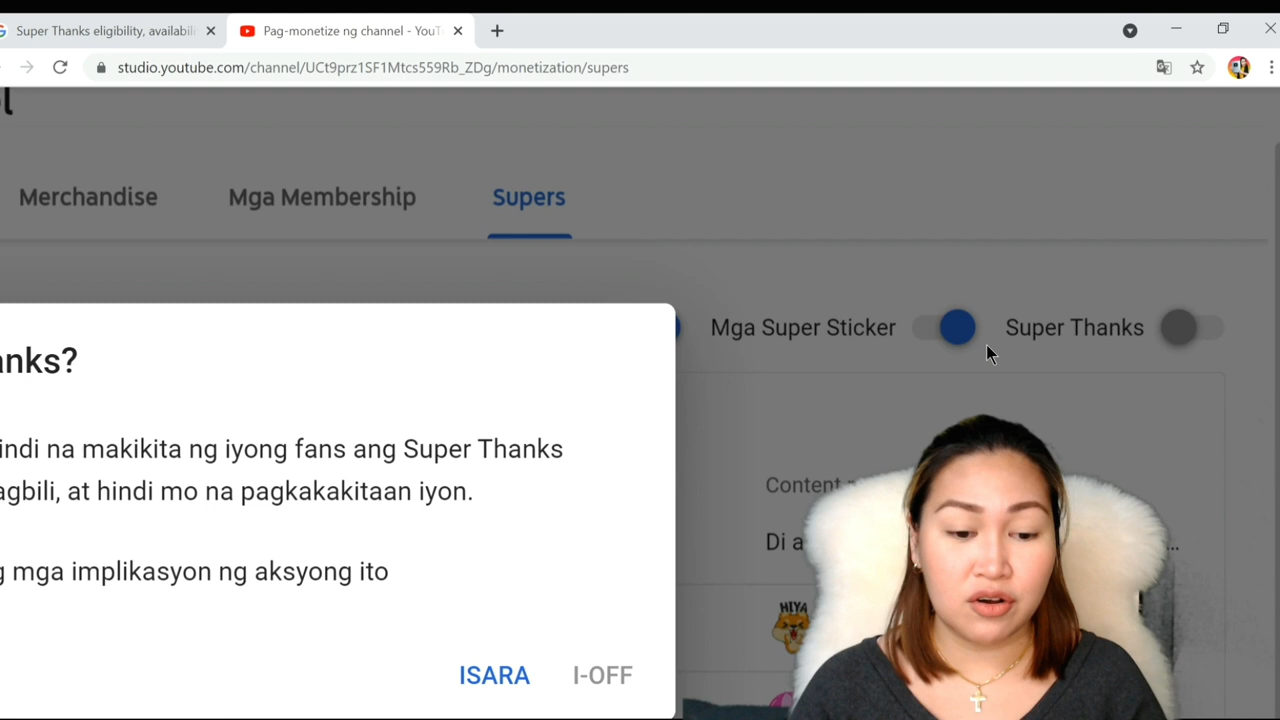 Super Thanks eligibility, availabil
Pag-monetize ng channel - YouT
studio.youtube.com/channel/UCt9prz1SF1Mtcs559Rb_ZDg/monetization/supers
Merchandise
Mga Membership
Supers
Mga Super Sticker
Super Thanks
anks?
indi na makikita ng iyong fans ang Super Thanks
agbili, at hindi mo na pagkakakitaan iyon.
g mga implikasyon ng aksyong ito
ISARA
I-OFF
Content
Di a
HIYA